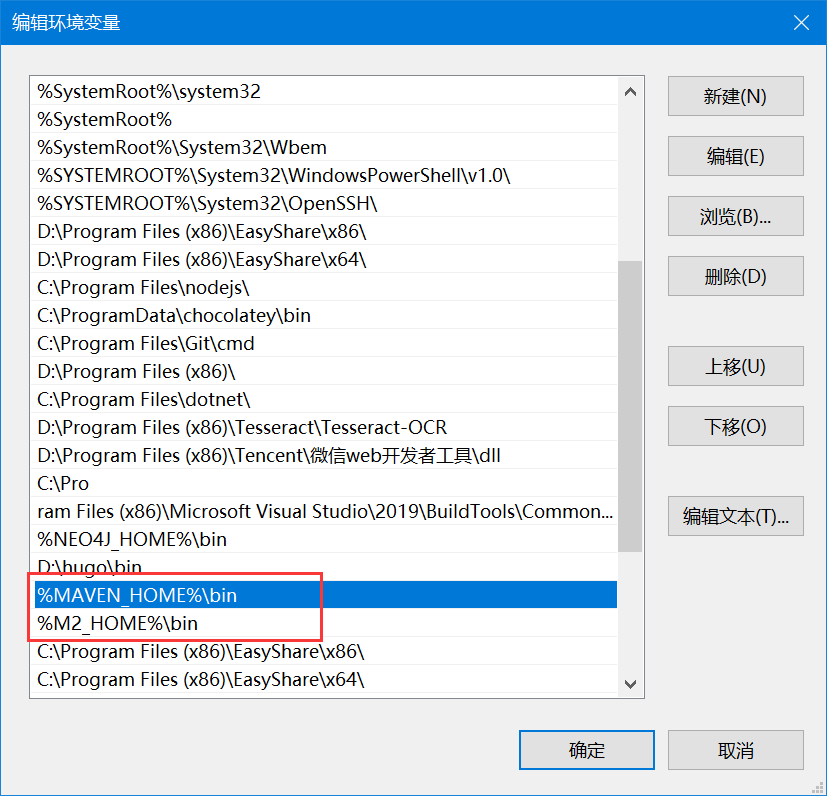 编辑环境变量
%SystemRoot%\system32
%SystemRoot%
%SystemRoot%\System32\Wbem
%SYSTEMROOT%\System32\WindowsPowerShell\v1.0\
%SYSTEMROOT%\System32\OpenSSH\
D:\Program Files (x86)\EasyShare\x86\
D:\Program Files (x86)\EasyShare\x64\
C:\Program Files\nodejs\
C:\ProgramData\chocolatey\bin
C:\Program Files\Git\cmd
D:\Program Files (x86)\
C:\Program Files\dotnet\
D:\Program Files (x86)\Tesseract\Tesseract-OCR
D:\Program Files (x86)\Tencent\微信web开发者工具\dll
C:\Pro
ram Files (x86)\Microsoft Visual Studio\2019\BuildTools\Common...
%NEO4J_HOME%\bin
D:\hugo\bin
%MAVEN_HOME%\bin
%M2_HOME%\bin
C:\Program Files (x86)\EasyShare\x86\
C:\Program Files (x86)\EasyShare\x64\
新建(N)
编辑(E)
浏览(B)...
删除(D)
上移(U)
下移(O)
编辑文本(T)...
确定
取消